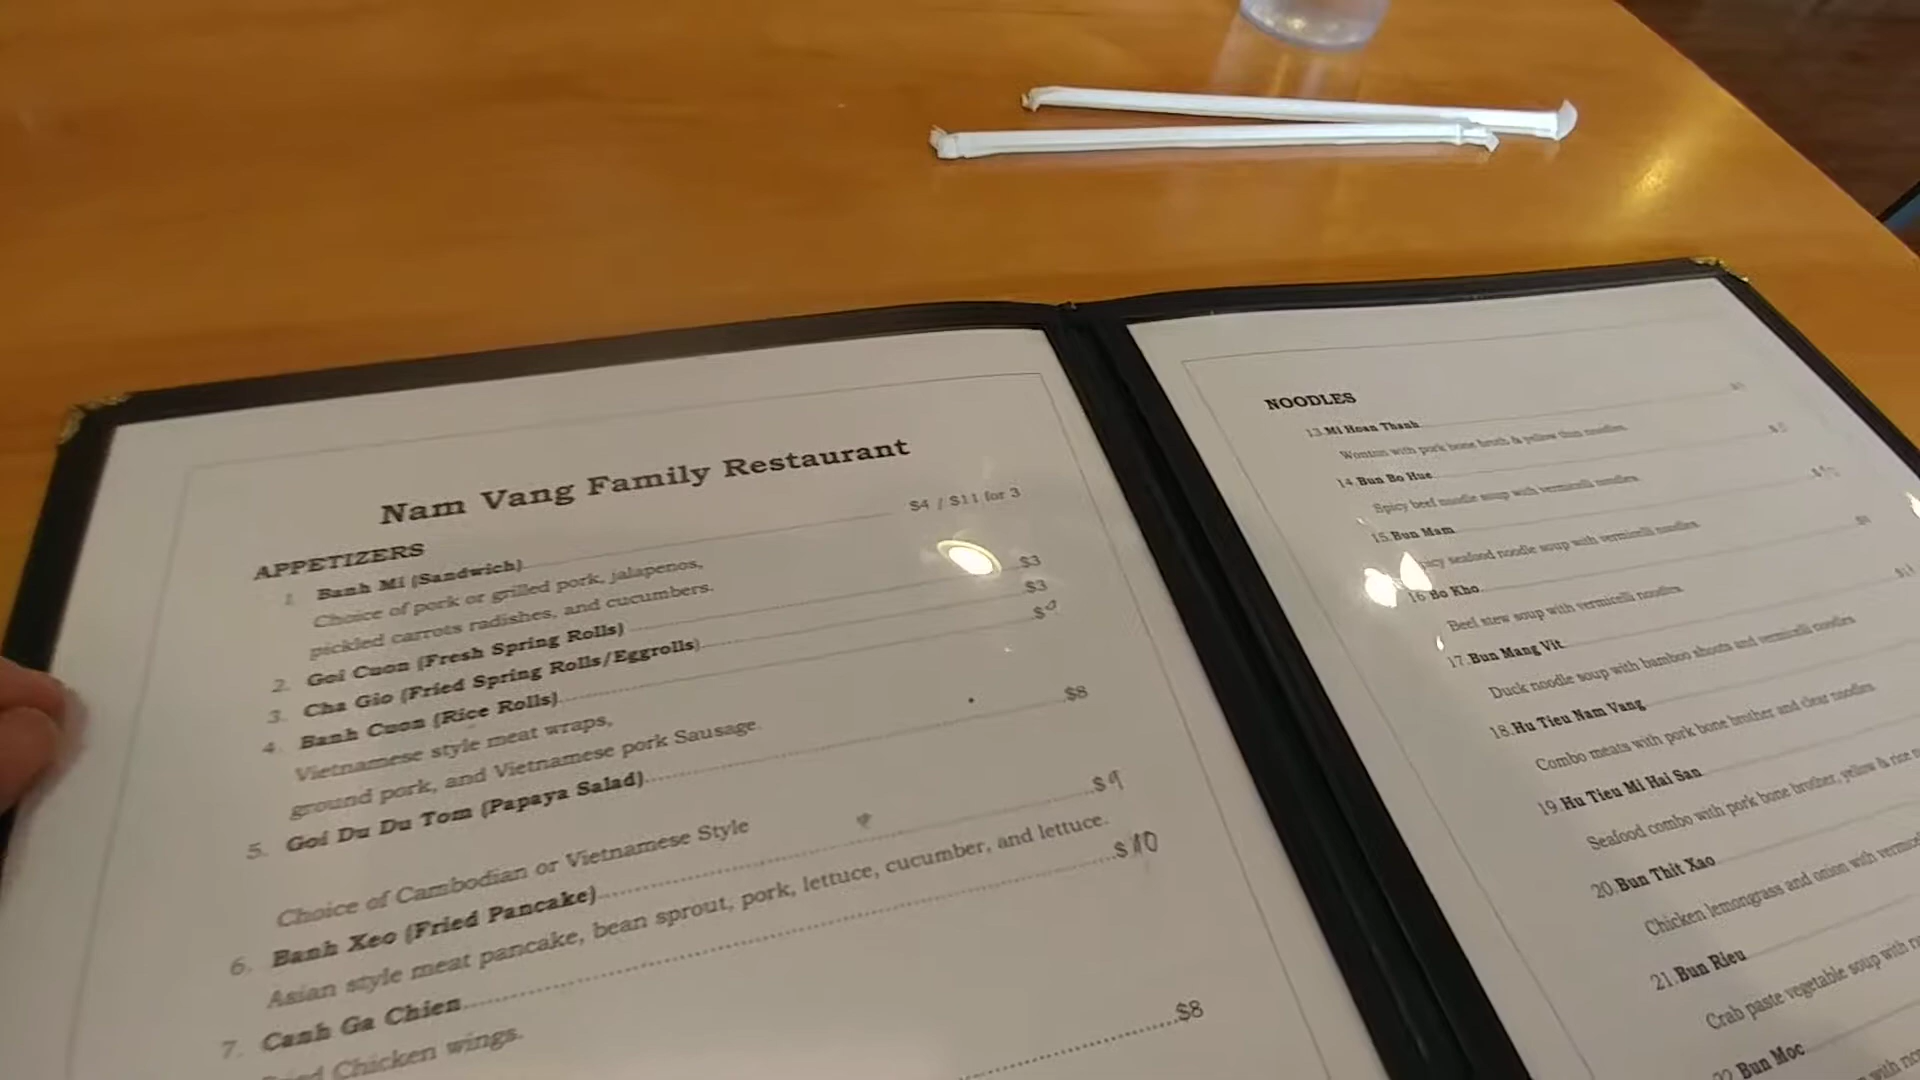 Nam Vang Family Restaurant
APPETIZERS
1. Banh Mi (Sandwich) $4 / $11 for 3
Choice of pork or grilled pork, jalapenos,
pickled carrots radishes, and cucumbers.
2. Goi Cuon (Fresh Spring Rolls) $3
3. Cha Gio (Fried Spring Rolls/Eggrolls) $3
4. Banh Cuon (Rice Rolls)
Vietnamese style meat wraps,
ground pork, and Vietnamese pork Sausage.
5. Goi Du Du Tom (Papaya Salad) $8
Choice of Cambodian or Vietnamese Style
6. Banh Xeo (Fried Pancake) $9
Asian style meat pancake, bean sprout, pork, lettuce, cucumber, and lettuce.
7. Canh Ga Chien $10
Chicken wings.
$8
NOODLES
13. Mi Hoan Thanh
Wonton with pork bone broth & yellow thin noodles.
14. Bun Bo Hue
Spicy beef noodle soup with vermicelli noodles.
15. Bun Mam
seafood noodle soup with vermicelli noodles.
16 Bo Kho
Beef stew soup with vermicelli noodles.
17. Bun Mang Vit
Duck noodle soup with bamboo shoots and vermicelli noodles
18. Hu Tieu Nam Vang
Combo meats with pork bone brother and clear noodles.
19. Hu Tieu Mi Hai San
Seafood combo with pork bone brother, yellow & rice
20. Bun Thit Xao
Chicken lemongrass and onion with
21. Bun Rieu
Crab paste vegetable soup with
22. Bun Moc
with